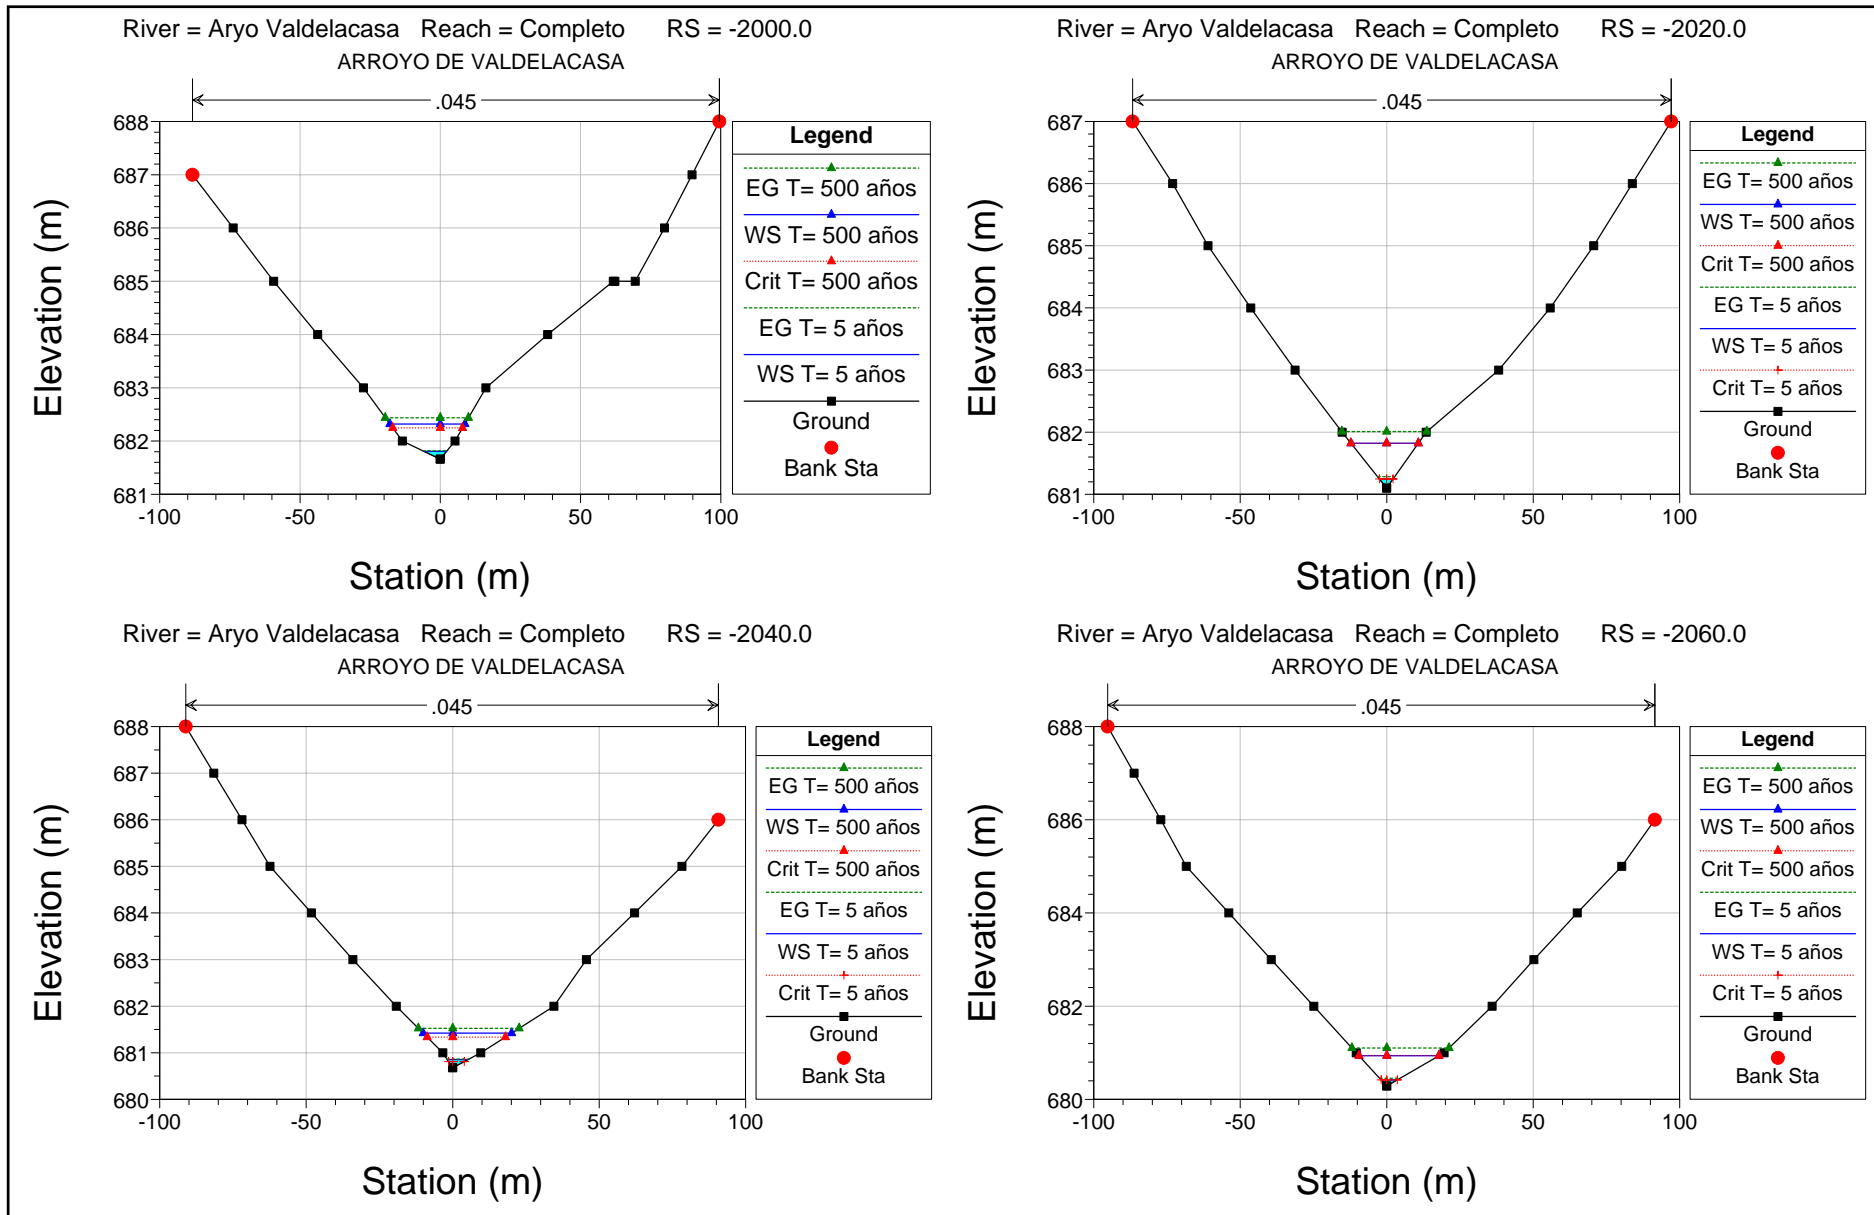 River = Aryo Valdelacasa Reach = Completo RS = -2000.0
ARROYO DE VALDELACASA
.045
688
687
686
685
684
683
682
681
-100
-50
0
50
100
Elevation (m)
Station (m)
Legend
EG T= 500 años
WS T= 500 años
Crit T= 500 años
EG T= 5 años
WS T= 5 años
Ground
Bank Sta
River = Aryo Valdelacasa Reach = Completo RS = -2020.0
ARROYO DE VALDELACASA
.045
687
686
685
684
683
682
681
-100
-50
0
50
100
Elevation (m)
Station (m)
Legend
EG T= 500 años
WS T= 500 años
Crit T= 500 años
EG T= 5 años
WS T= 5 años
Crit T= 5 años
Ground
Bank Sta
River = Aryo Valdelacasa Reach = Completo RS = -2040.0
ARROYO DE VALDELACASA
.045
688
687
686
685
684
683
682
681
680
-100
-50
0
50
100
Elevation (m)
Station (m)
Legend
EG T= 500 años
WS T= 500 años
Crit T= 500 años
EG T= 5 años
WS T= 5 años
Crit T= 5 años
Ground
Bank Sta
River = Aryo Valdelacasa Reach = Completo RS = -2060.0
ARROYO DE VALDELACASA
.045
688
686
684
682
680
-100
-50
0
50
100
Elevation (m)
Station (m)
Legend
EG T= 500 años
WS T= 500 años
Crit T= 500 años
EG T= 5 años
WS T= 5 años
Crit T= 5 años
Ground
Bank Sta